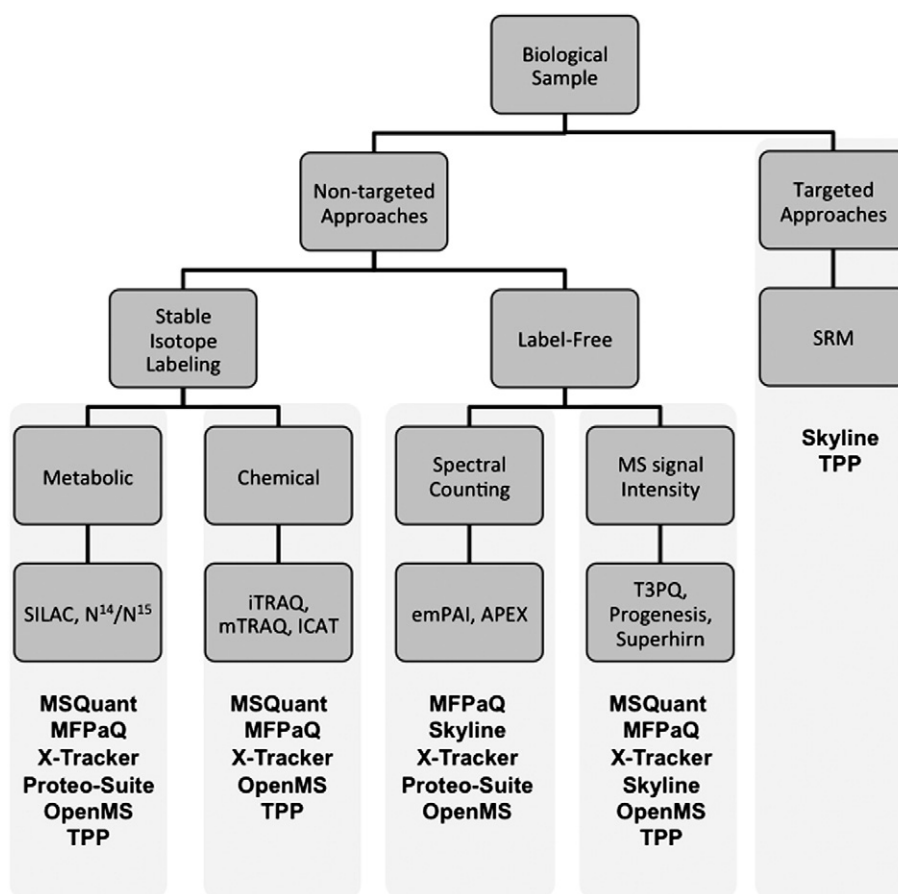 Biological
Sample
Non-targeted
Approaches
Targeted
Approaches
Stable
Isotope
Labeling
Label-Free
SRM
Skyline
TPP
Metabolic
Chemical
Spectral
Counting
MS signal
Intensity
SILAC, N¹⁴/N¹⁵
iTRAQ,
mTRAQ, ICAT
emPAI, APEX
T3PQ,
Progenesis,
Superhirn
MSQuant
MFPaQ
X-Tracker
Proteo-Suite
OpenMS
TPP
MSQuant
MFPaQ
X-Tracker
OpenMS
TPP
MFPaQ
Skyline
X-Tracker
Proteo-Suite
OpenMS
MSQuant
MFPaQ
X-Tracker
Skyline
OpenMS
TPP